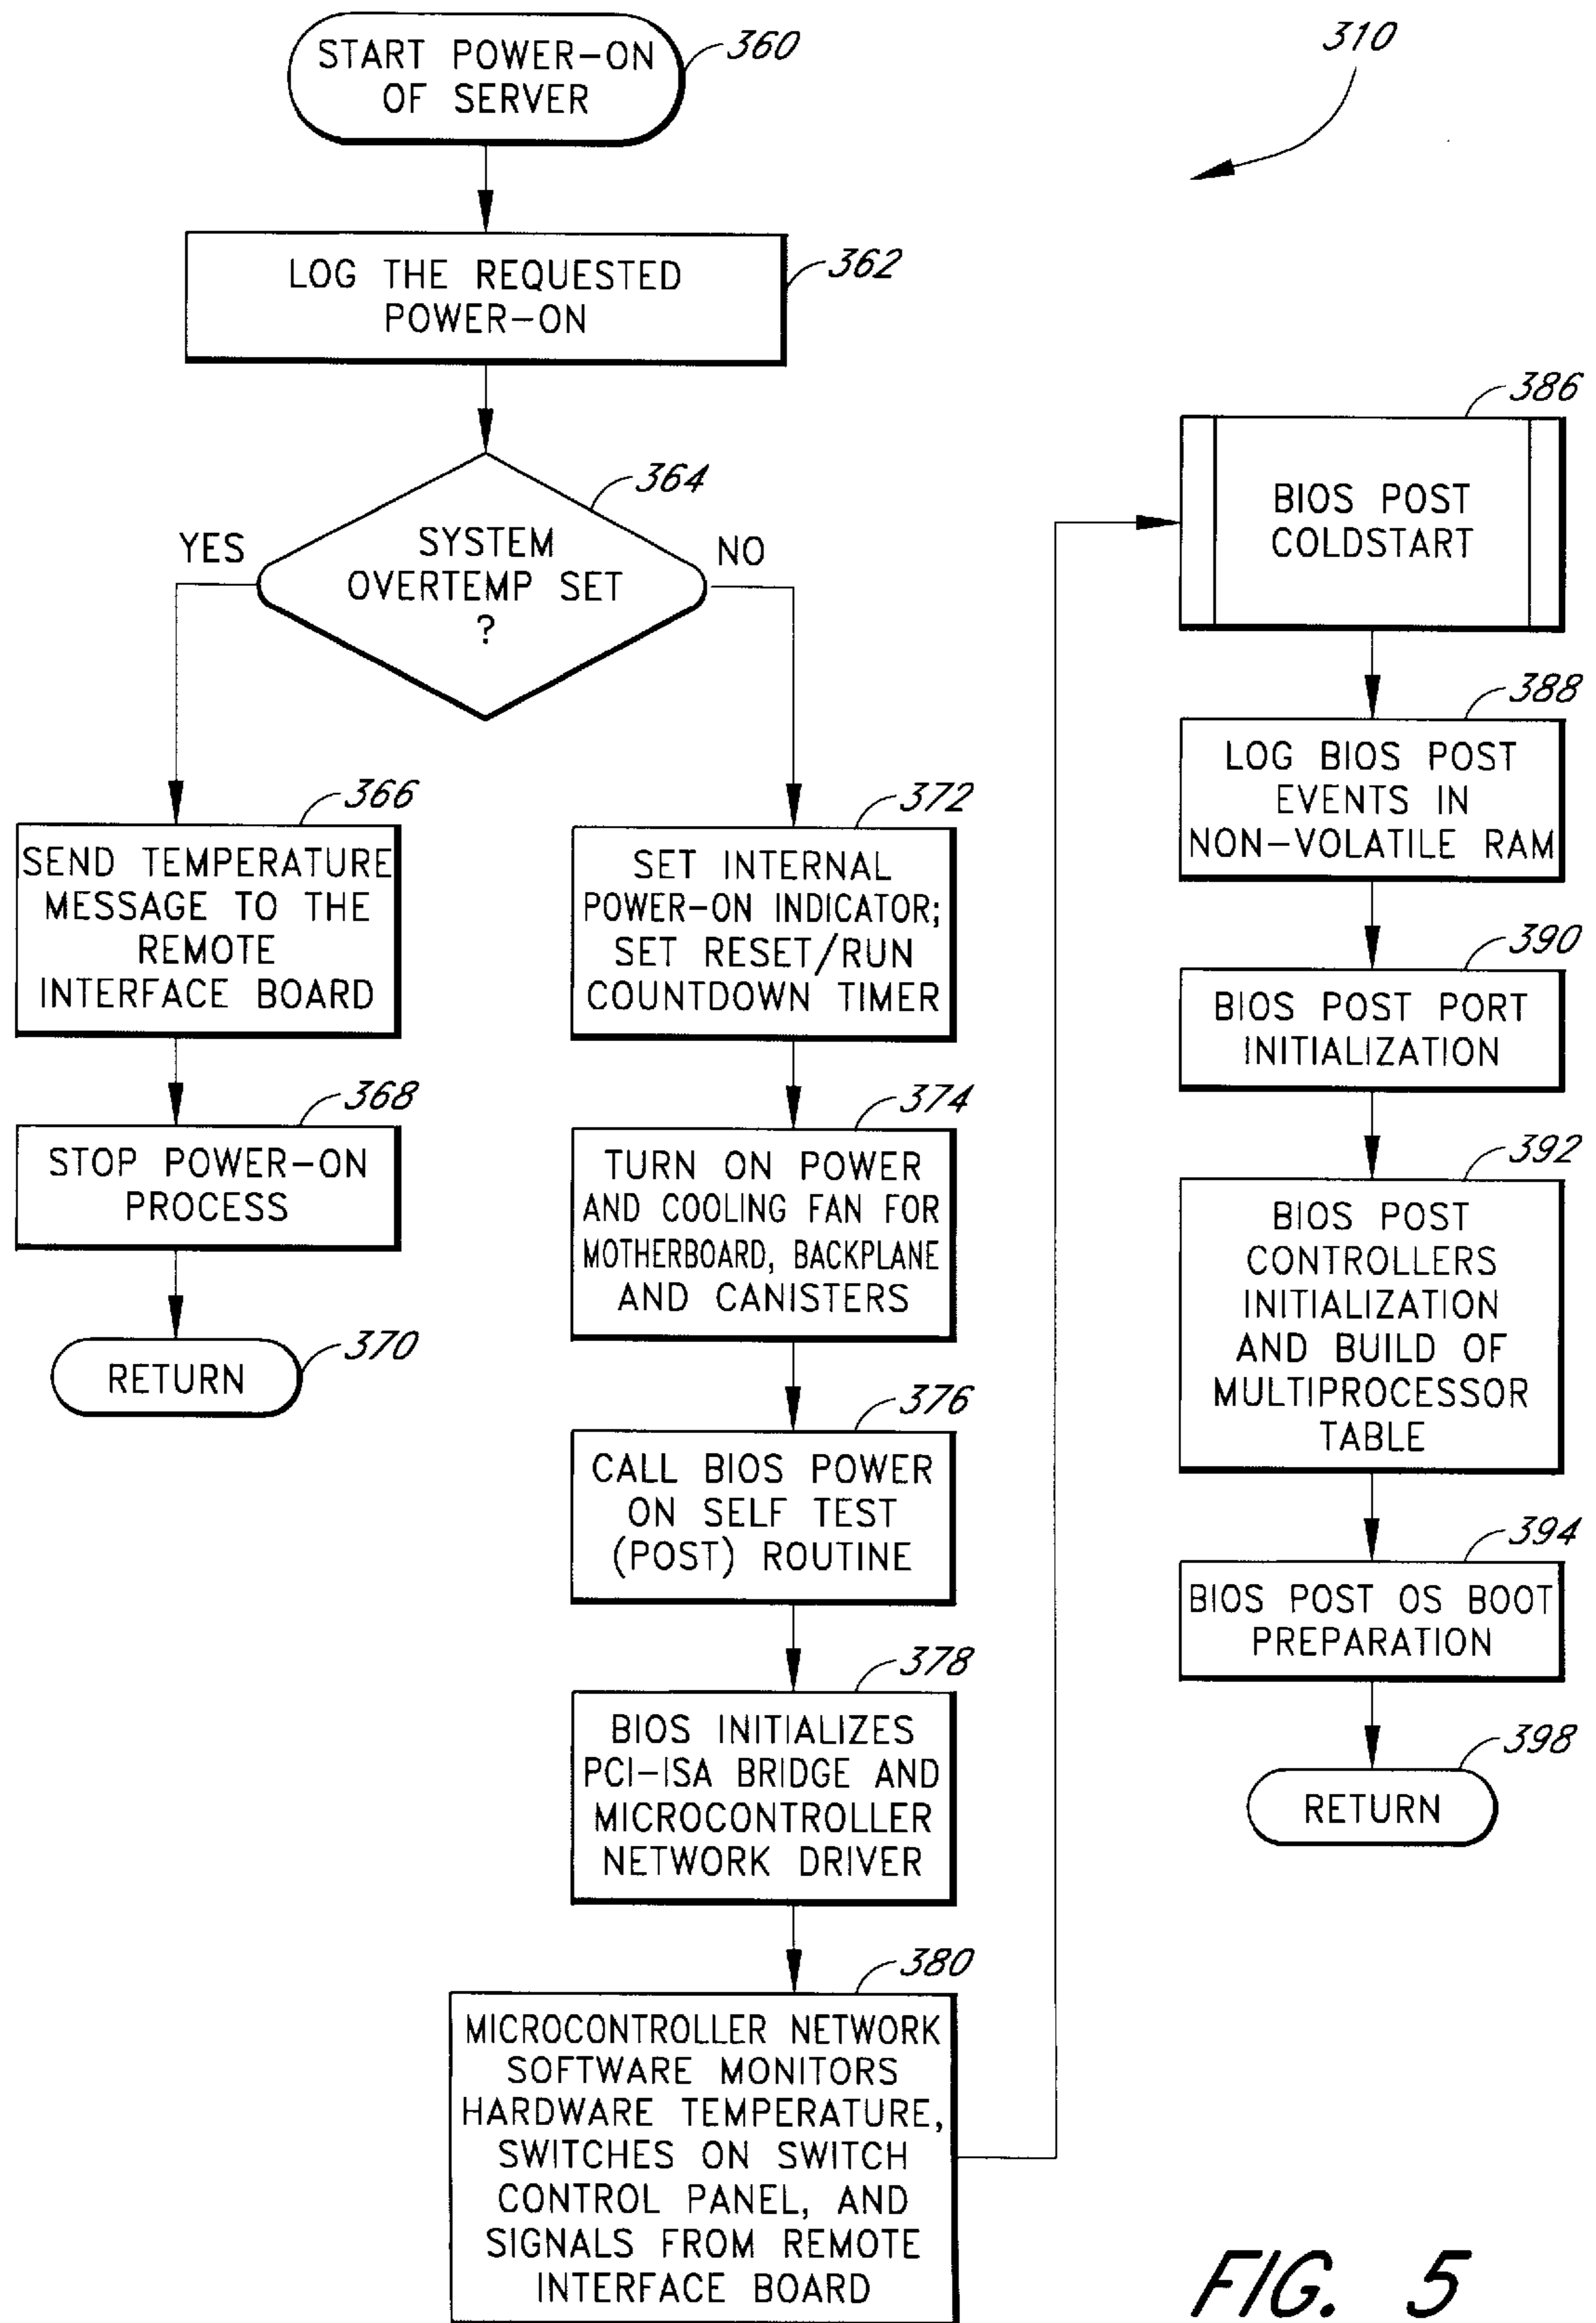 START POWER-ON
OF SERVER
360
310
LOG THE REQUESTED
POWER-ON
362
364
SYSTEM
OVERTEMP SET
?
YES
NO
366
SEND TEMPERATURE
MESSAGE TO THE
REMOTE
INTERFACE BOARD
368
STOP POWER-ON
PROCESS
RETURN
370
372
SET INTERNAL
POWER-ON INDICATOR;
SET RESET/RUN
COUNTDOWN TIMER
374
TURN ON POWER
AND COOLING FAN FOR
MOTHERBOARD, BACKPLANE
AND CANISTERS
376
CALL BIOS POWER
ON SELF TEST
(POST) ROUTINE
378
BIOS INITIALIZES
PCI-ISA BRIDGE AND
MICROCONTROLLER
NETWORK DRIVER
380
MICROCONTROLLER NETWORK
SOFTWARE MONITORS
HARDWARE TEMPERATURE,
SWITCHES ON SWITCH
CONTROL PANEL, AND
SIGNALS FROM REMOTE
INTERFACE BOARD
386
BIOS POST
COLDSTART
388
LOG BIOS POST
EVENTS IN
NON-VOLATILE RAM
390
BIOS POST PORT
INITIALIZATION
392
BIOS POST
CONTROLLERS
INITIALIZATION
AND BUILD OF
MULTIPROCESSOR
TABLE
394
BIOS POST OS BOOT
PREPARATION
398
RETURN
FIG. 5